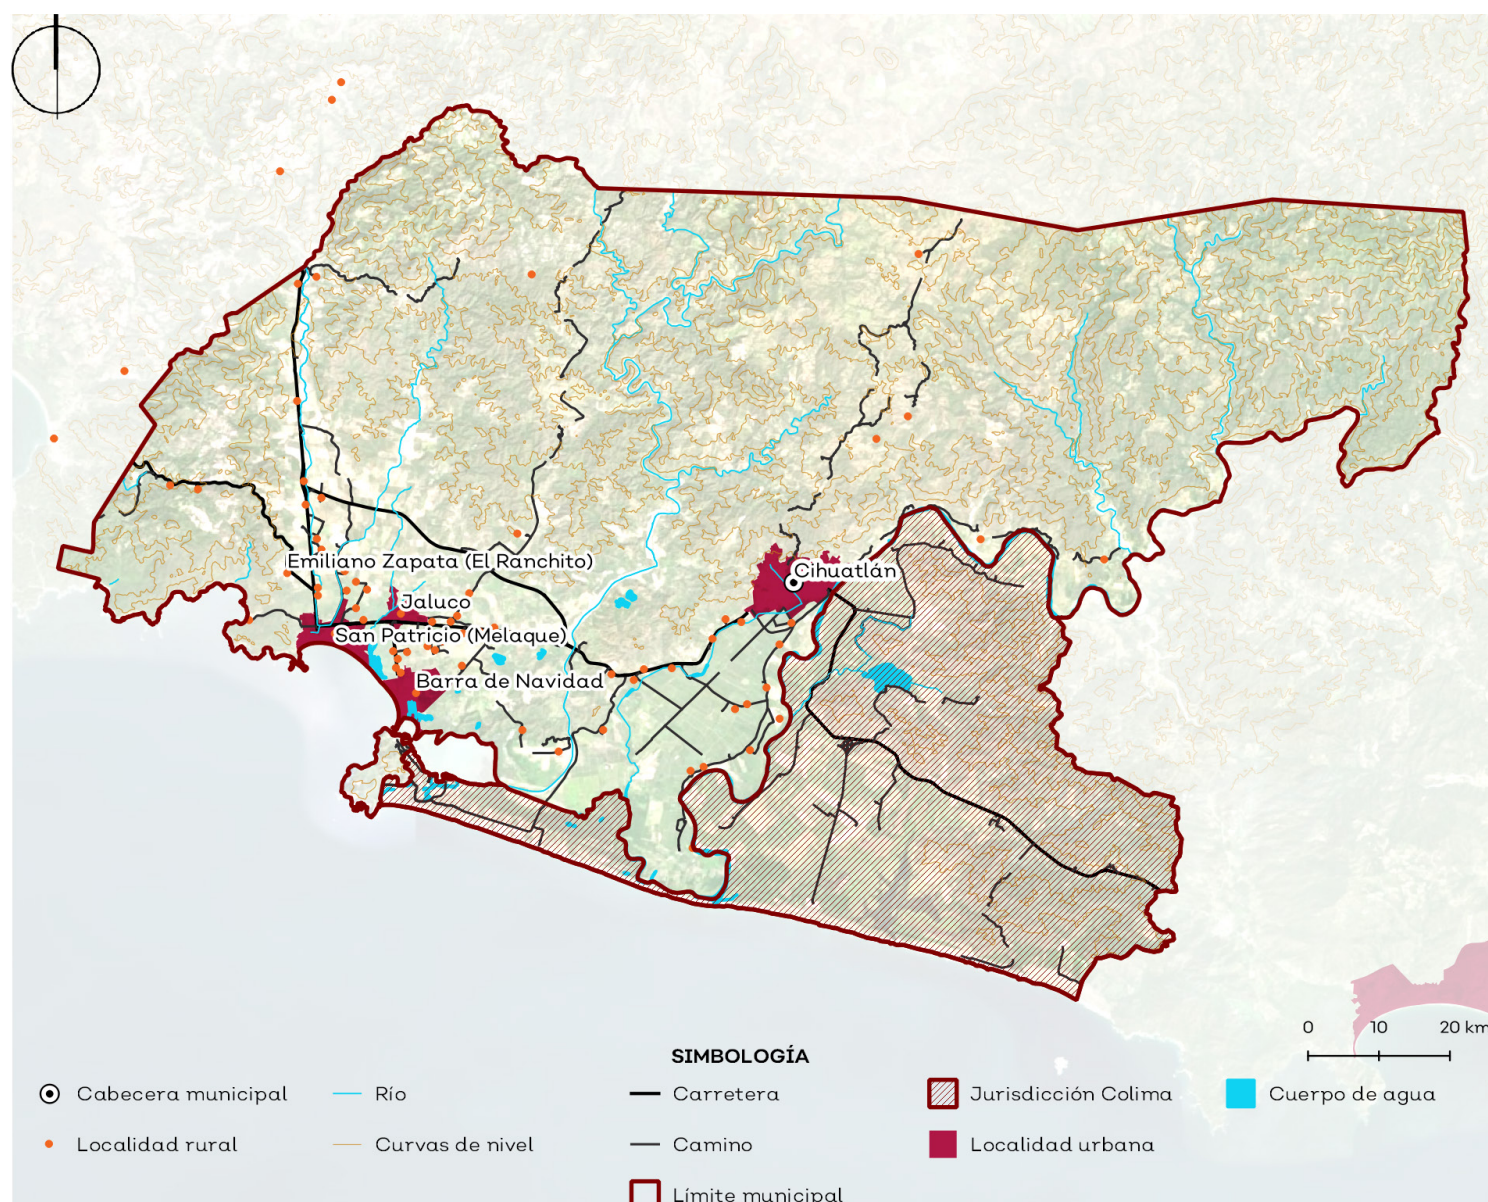 Emiliano Zapata (El Ranchito)
Cihuatlán
Jaluco
San Patricio (Melaque)
Barra de Navidad
0 10 20 km
SIMBOLOGÍA
Cabecera municipal
Río
Carretera
Jurisdicción Colima
Cuerpo de agua
Localidad rural
Curvas de nivel
Camino
Localidad urbana
Límite municipal